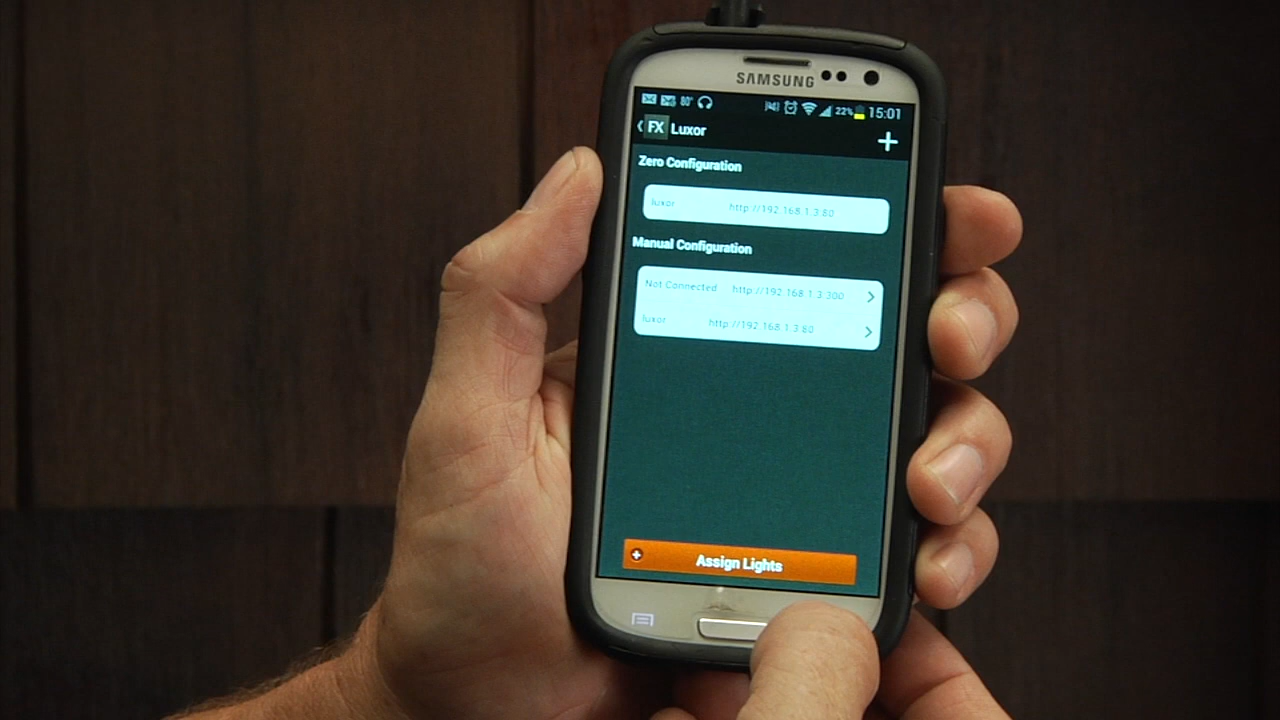 SAMSUNG
80° 22% 15:01
FX Luxor +
Zero Configuration
luxor http://192.168.1.3:80
Manual Configuration
Not Connected http://192.168.1.3:300
luxor http://192.168.1.3:80
Assign Lights